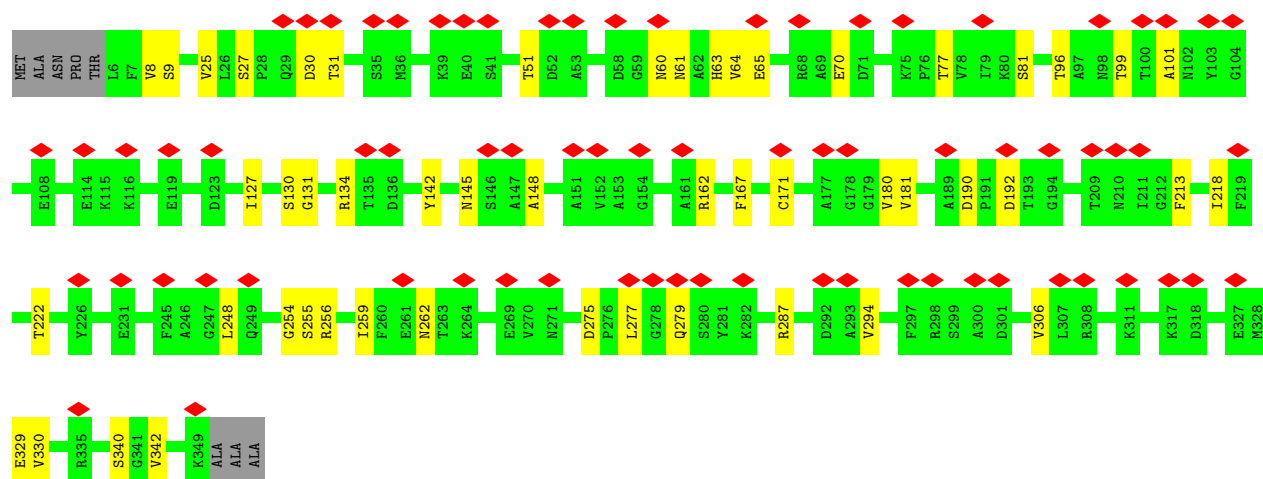 MET ALA ASN PRO THR L6 F7 V8 S9 V25 L26 S27 P28 Q29 D30 T31 S35 M36 K39 E40 S41 T51 D52 A53 D58 G59 N60 N61 A62 H63 V64 E65 R68 A69 E70 D71 K75 P76 T77 V78 I79 K80 S81 T96 A97 N98 T99 T100 A101 N102 Y103 G104
E108 E114 K115 K116 E119 D123 I127 S130 G131 R134 T135 D136 Y142 N145 S146 A147 A148 A151 V152 A153 G154 A161 R162 F167 C171 A177 G178 G179 V180 V181 A189 D190 P191 D192 T193 G194 T209 N210 I211 G212 F213 I218 F219
T222 Y226 E231 F245 A246 G247 L248 Q249 G254 S255 R256 I259 F260 E261 N262 T263 K264 E269 V270 N271 D275 P276 L277 G278 Q279 S280 Y281 K282 R287 D292 A293 V294 F297 R298 S299 A300 D301 V306 L307 R308 K311 K317 D318 E327 M328
E329 V330 R335 S340 G341 V342 K349 ALA ALA ALA